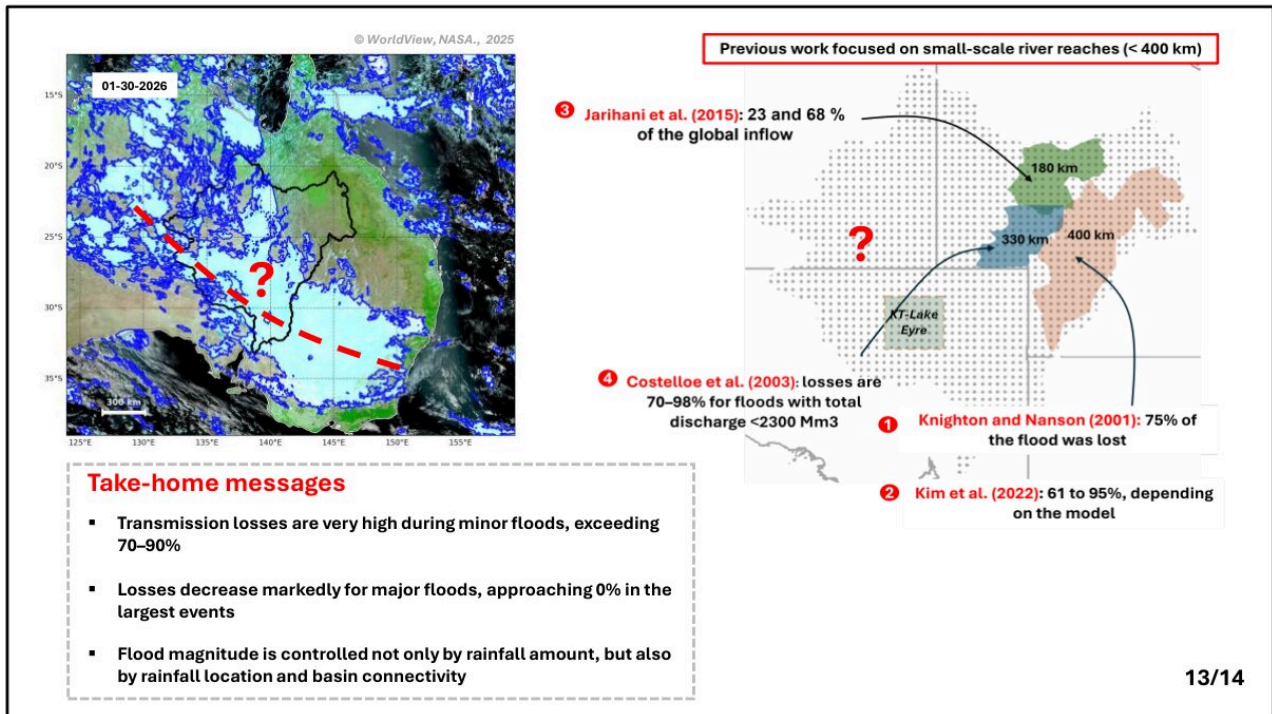 © WorldView, NASA., 2025
01-30-2026
N
15°S
20°S
25°S
30°S
35°S
?
300 km
125°E 130°E 135°E 140°E 145°E 150°E 155°E
Previous work focused on small-scale river reaches (< 400 km)
3 Jarihani et al. (2015): 23 and 68 %
of the global inflow
180 km
330 km
400 km
?
KT-Lake
Eyre
4 Costelloe et al. (2003): losses are
70–98% for floods with total
discharge <2300 Mm3
1 Knighton and Nanson (2001): 75% of
the flood was lost
2 Kim et al. (2022): 61 to 95%, depending
on the model
Take-home messages
▪ Transmission losses are very high during minor floods, exceeding
70–90%
▪ Losses decrease markedly for major floods, approaching 0% in the
largest events
▪ Flood magnitude is controlled not only by rainfall amount, but also
by rainfall location and basin connectivity
13/14